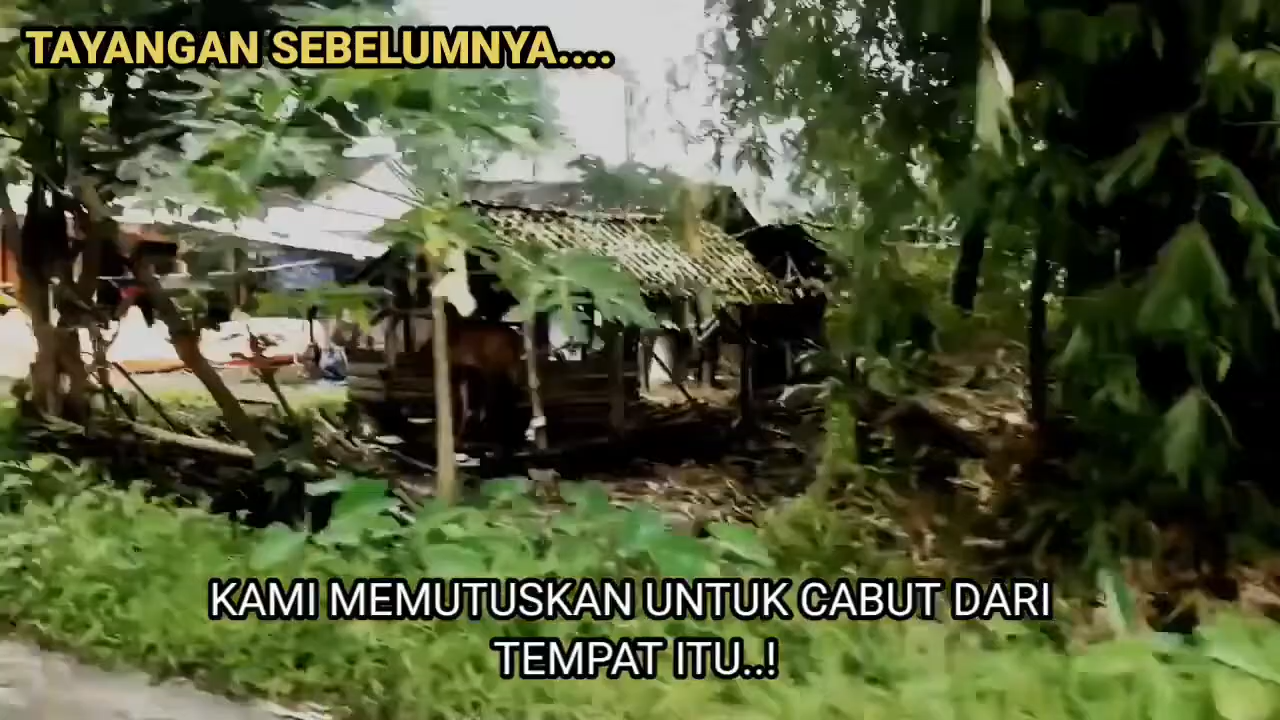 TAYANGAN SEBELUMNYA....
KAMI MEMUTUSKAN UNTUK CABUT DARI
TEMPAT ITU..!